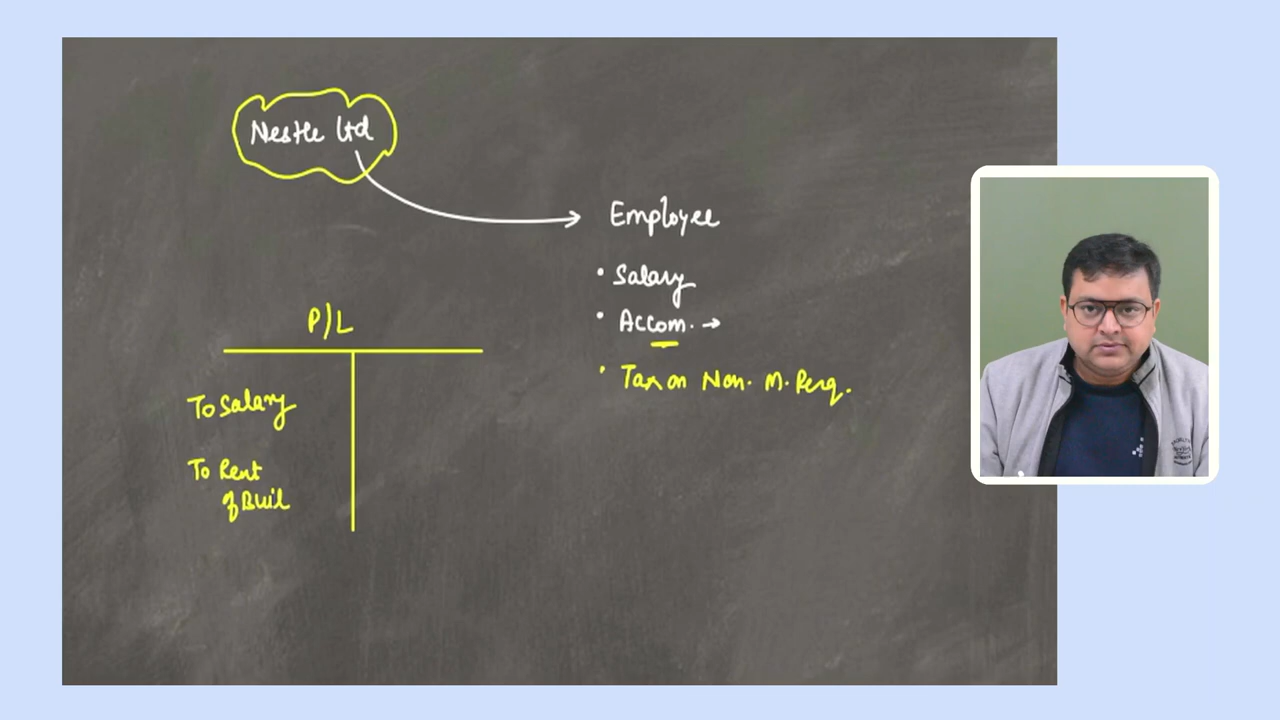 Nestle Ltd
Employee
• Salary
• Accom. →
• Tax on Non. M. Perq.
P/L
To Salary
To Rent
of Buil